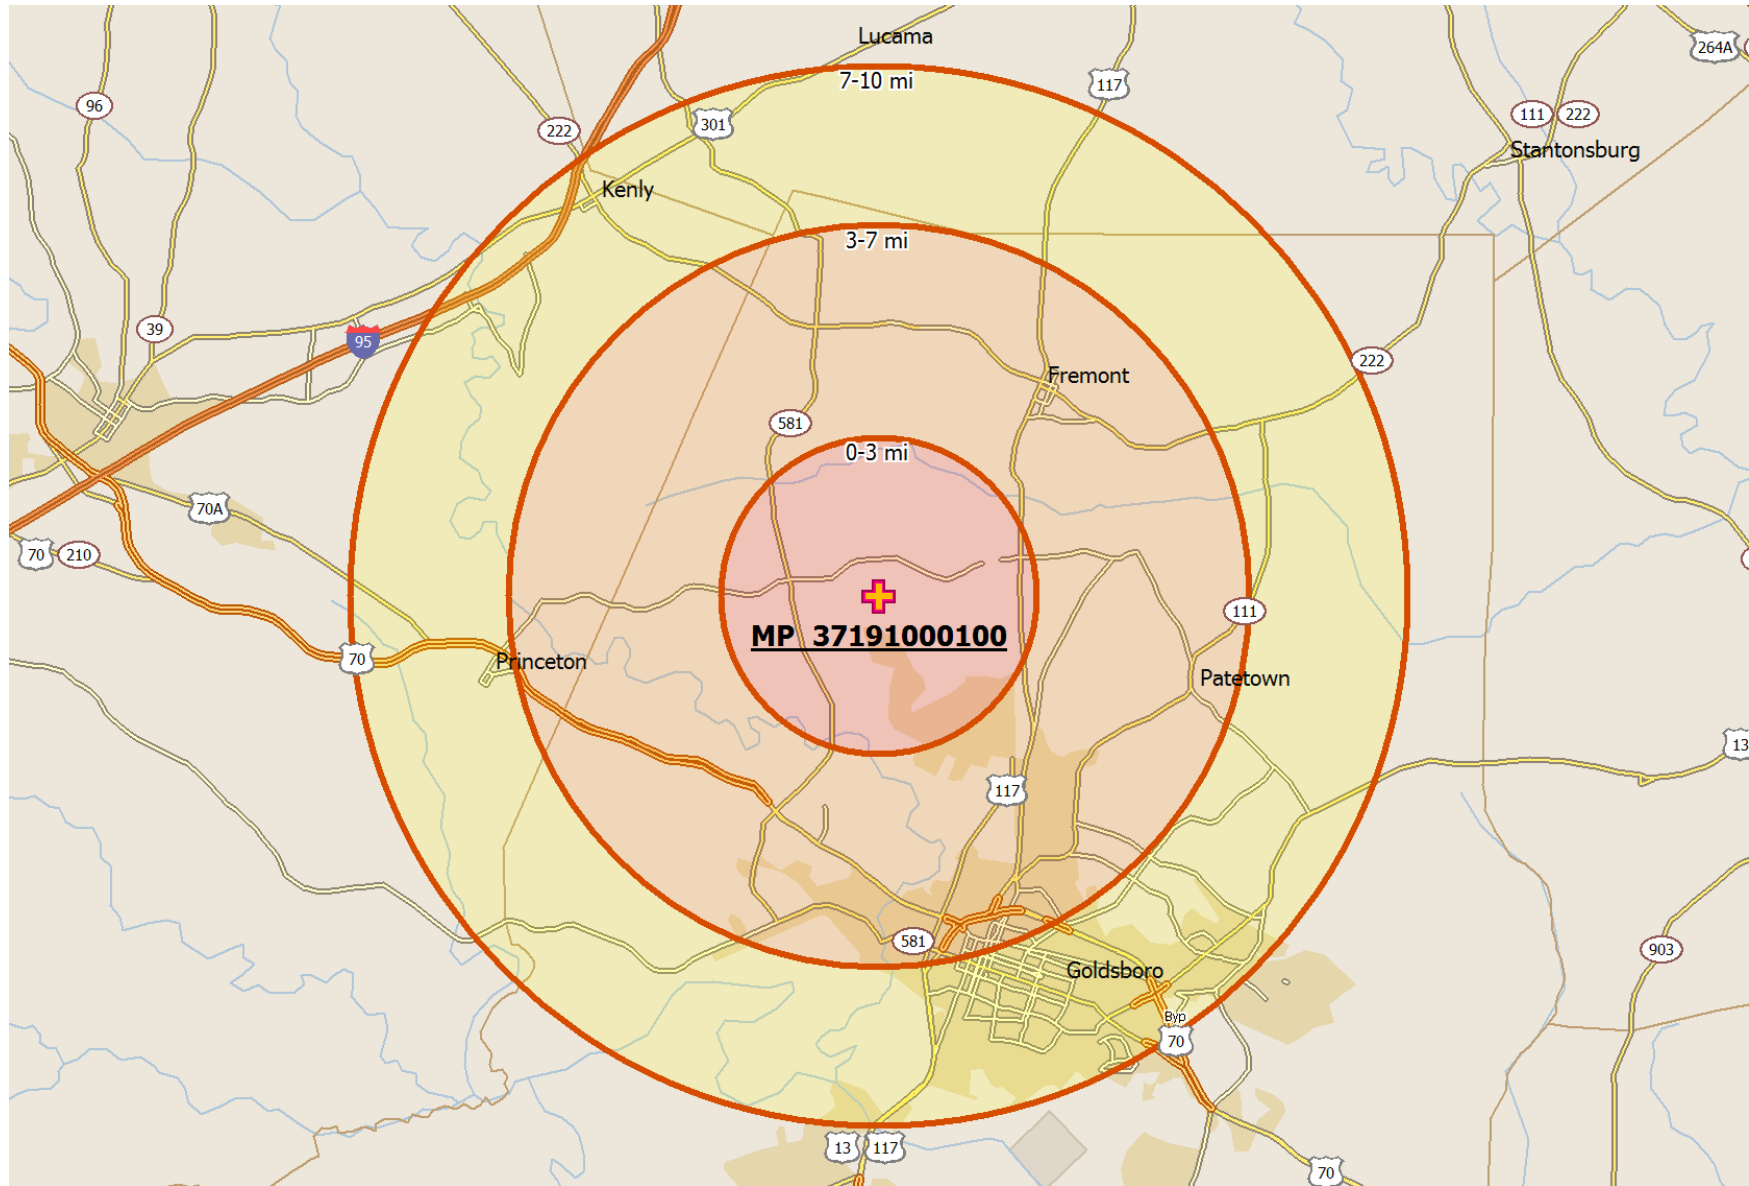 Lucama
7-10 mi
264A
117
96
111
222
301
222
Stantonsburg
Kenly
3-7 mi
39
95
222
Fremont
581
0-3 mi
70A
70
210
111
MP 37191000100
70
Princeton
Patetown
13
117
581
903
Goldsboro
Byp
70
13
117
70